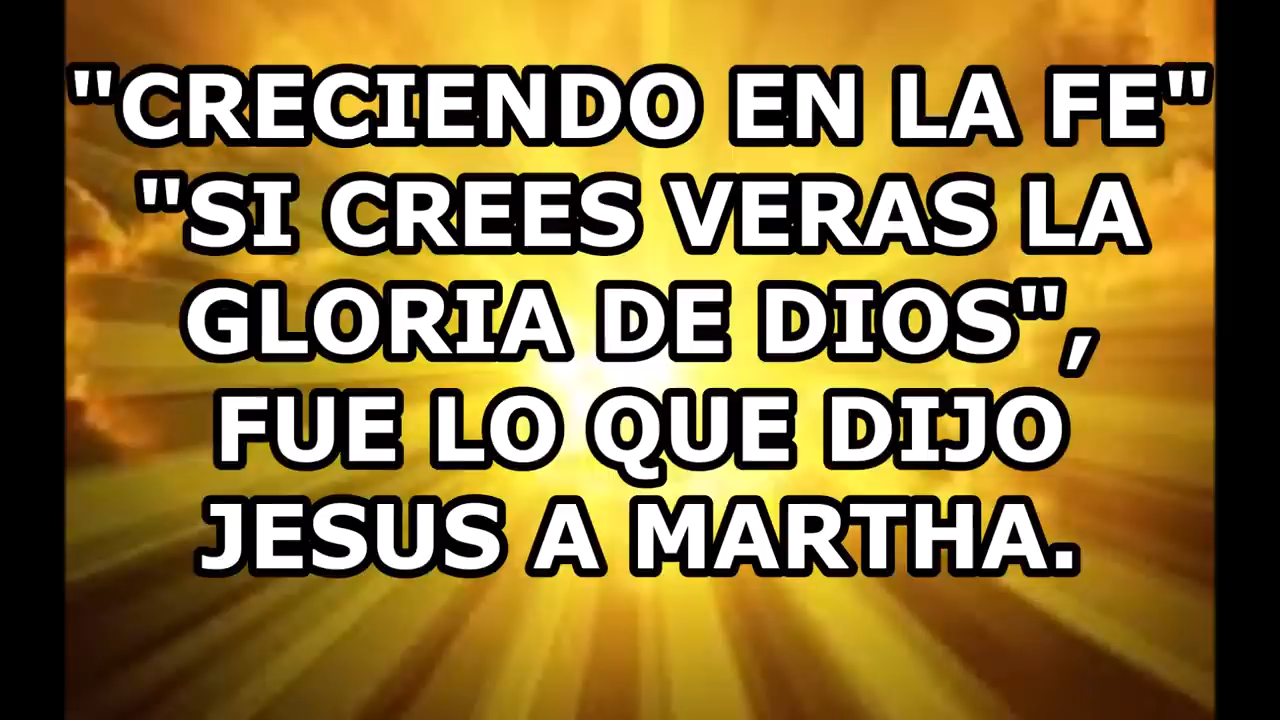 "CRECIENDO EN LA FE"
"SI CREES VERAS LA
GLORIA DE DIOS",
FUE LO QUE DIJO
JESUS A MARTHA.